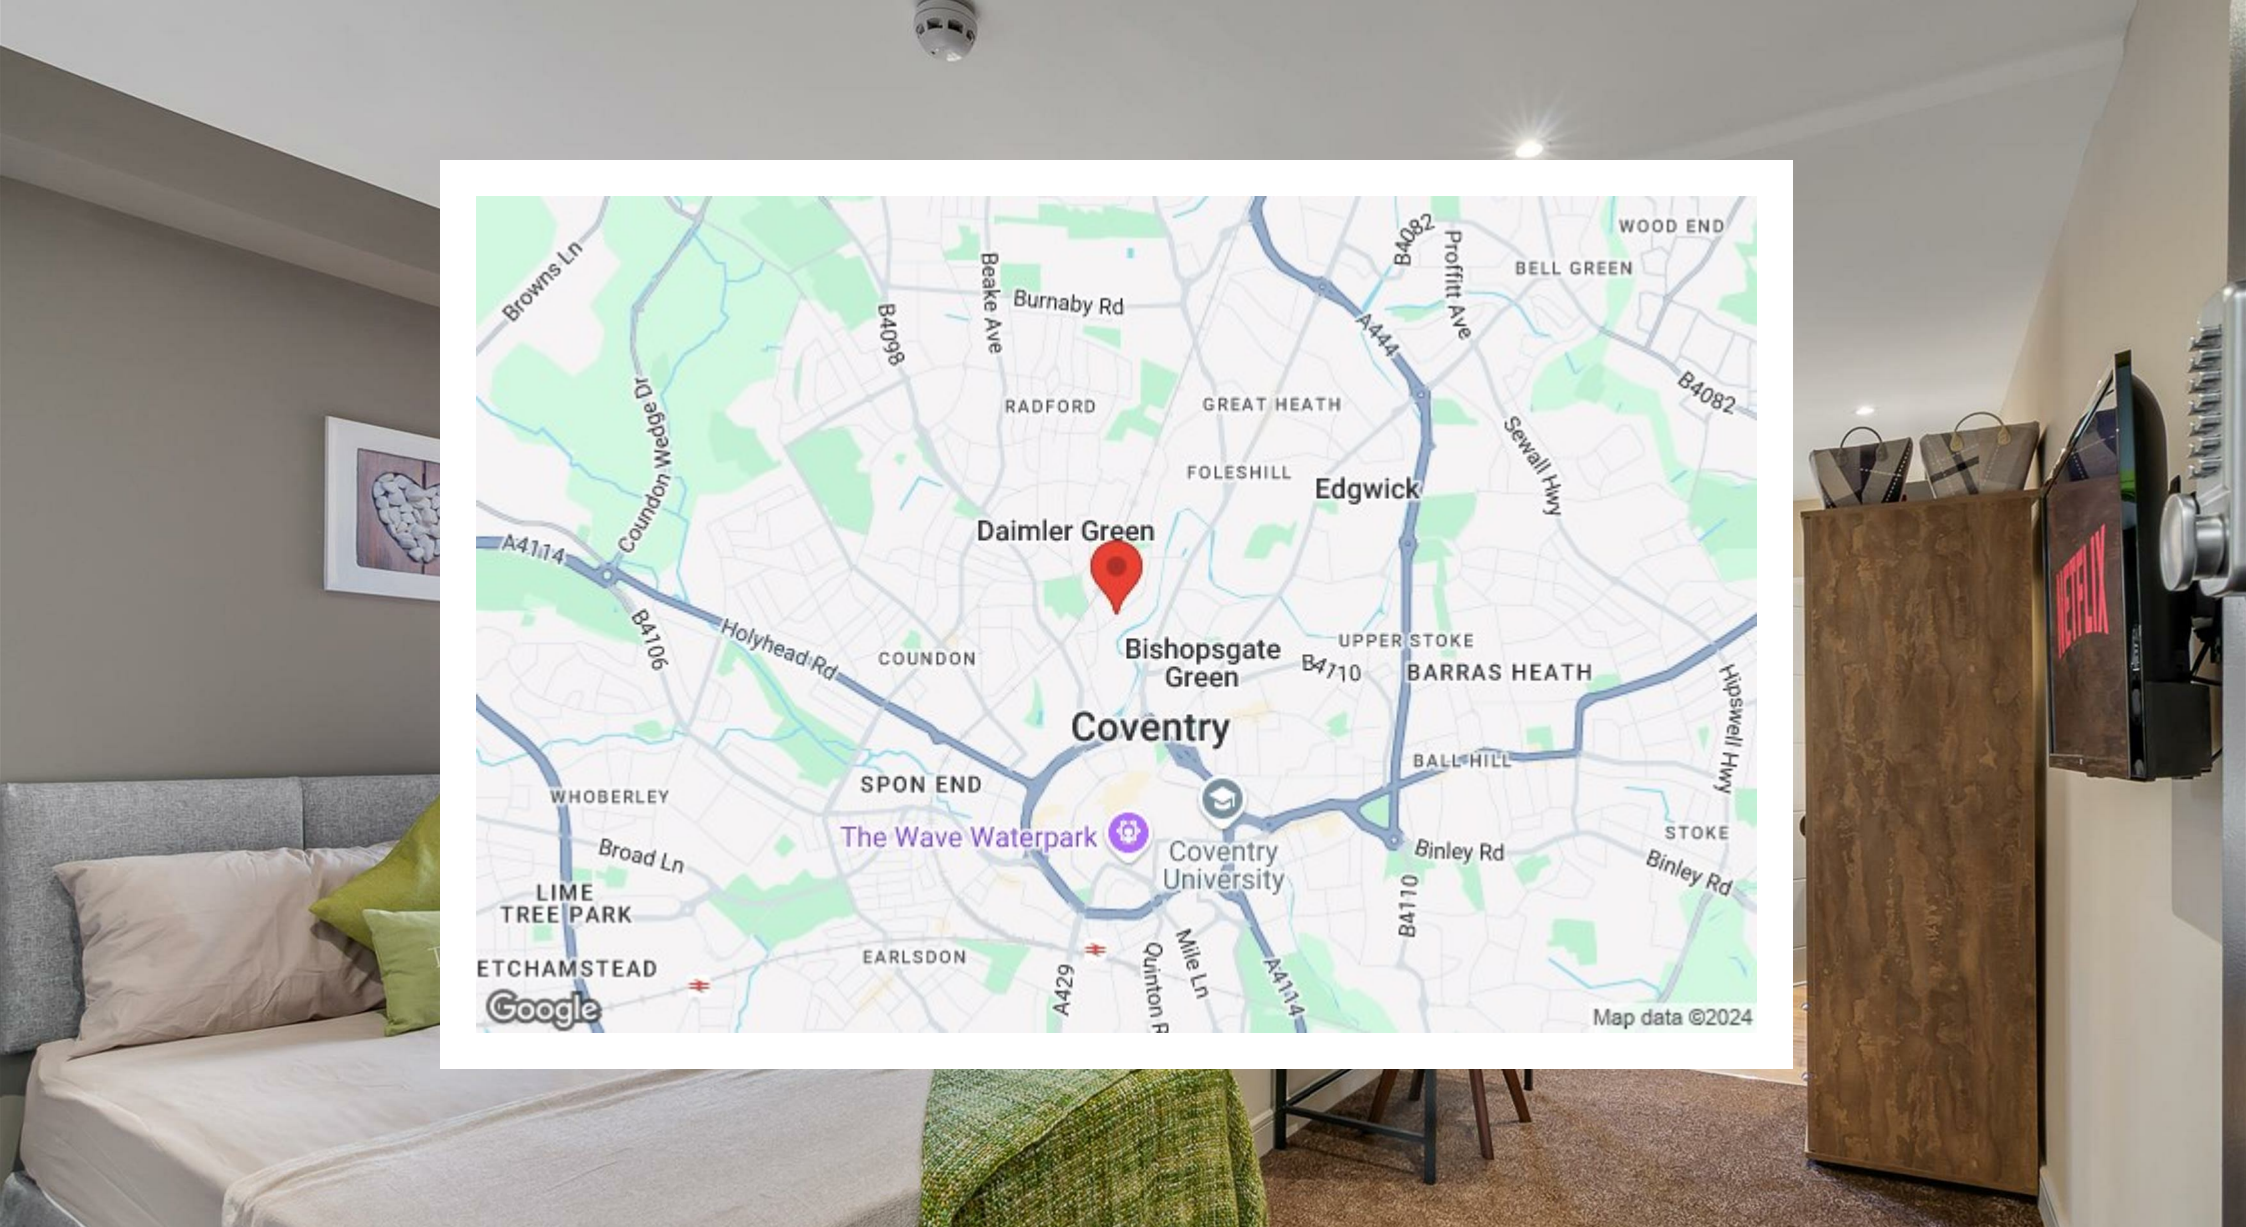 WOOD END
B4082
Proffitt Ave
BELL GREEN
Browns Ln
Beake Ave
Burnaby Rd
B4098
A444
B4082
Coundon Wedge Dr
RADFORD
GREAT HEATH
Sewall Hwy
FOLESHILL
Edgwick
Daimler Green
A4114
B4106
Holyhead Rd
COUNDON
Bishopsgate
Green
UPPER STOKE
B4110
BARRAS HEATH
Hipswell Hwy
Coventry
BALL HILL
SPON END
WHOBERLEY
The Wave Waterpark
Coventry
University
Broad Ln
Binley Rd
STOKE
Binley Rd
LIME
TREE PARK
B4110
EARLSDON
ETCHAMSTEAD
A429
Quinton R
Mile Ln
A4114
Google
Map data ©2024
NETFLIX